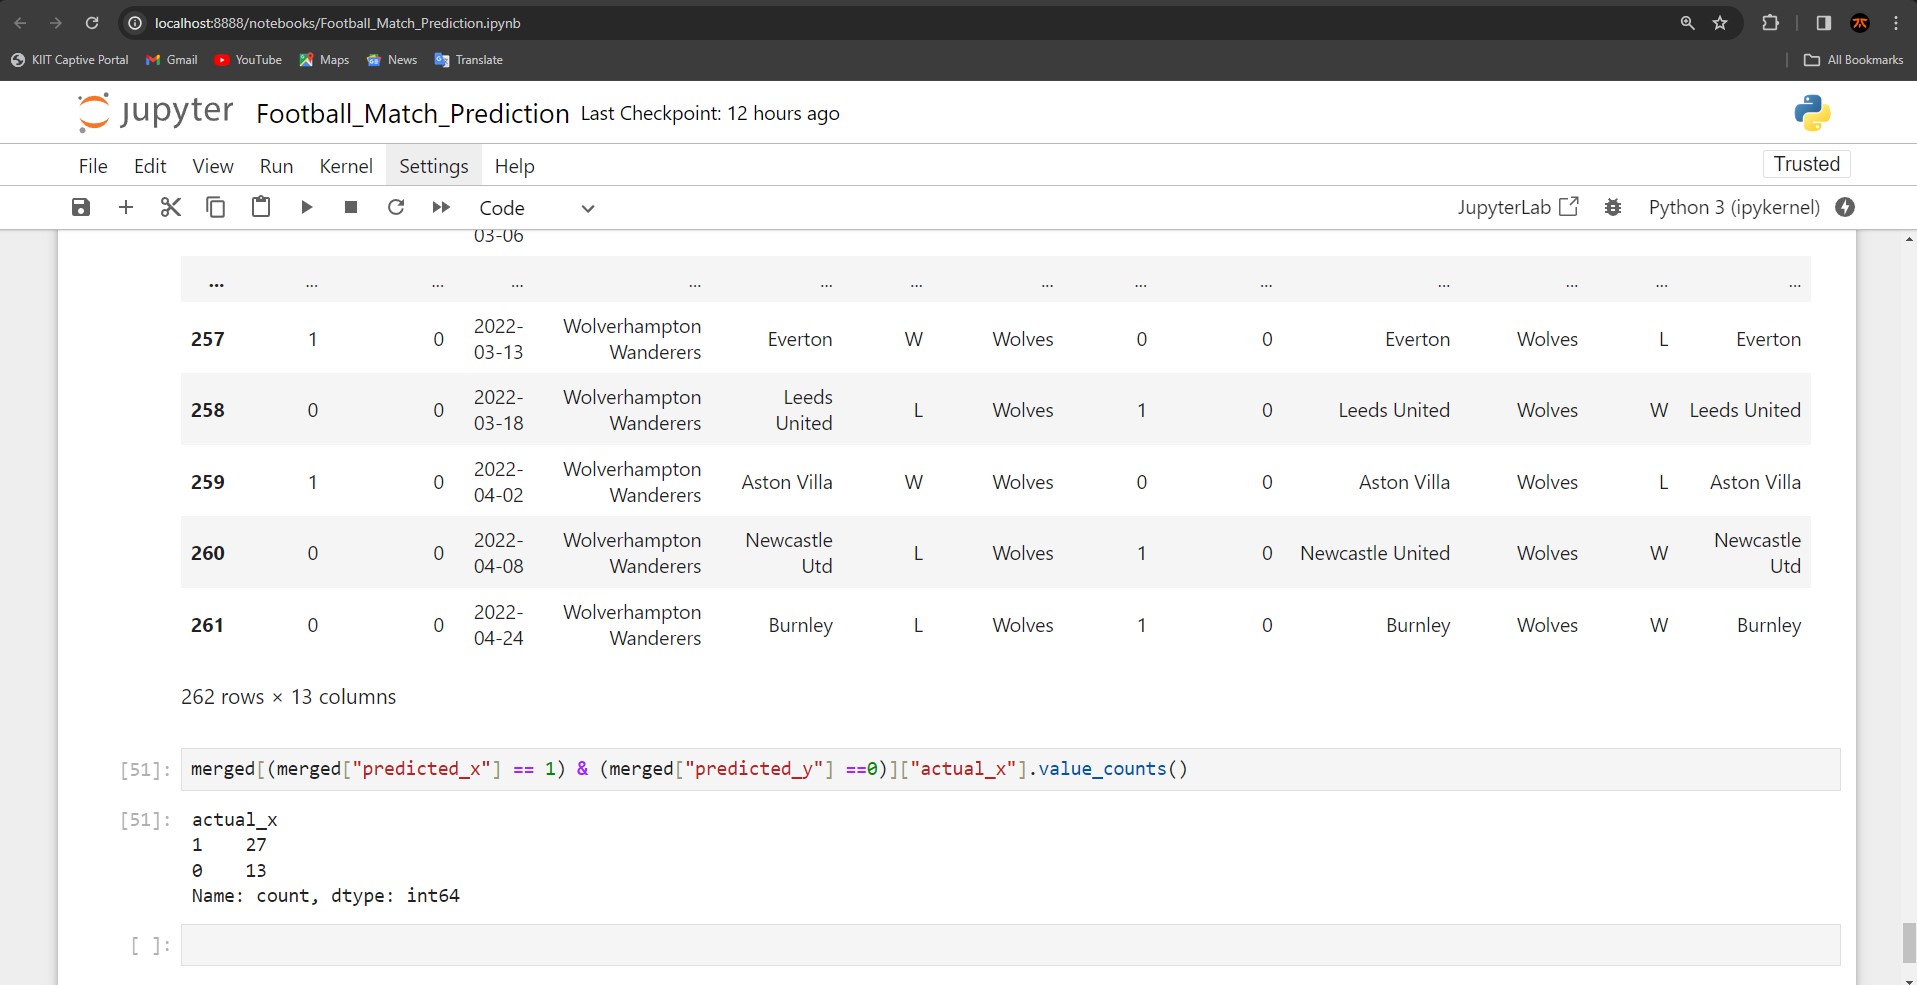 localhost:8888/notebooks/Football_Match_Prediction.ipynb
KIIT Captive Portal Gmail YouTube Maps News Translate All Bookmarks
jupyter Football_Match_Prediction Last Checkpoint: 12 hours ago
File Edit View Run Kernel Settings Help Trusted
Code JupyterLab Python 3 (ipykernel)
03-06
... ... ... ... ... ... ... ... ... ... ... ... ... ...
2022- Wolverhampton
257 1 0 Everton W Wolves 0 0 Everton Wolves L Everton
03-13 Wanderers
2022- Wolverhampton Leeds
258 0 0 L Wolves 1 0 Leeds United Wolves W Leeds United
03-18 Wanderers United
2022- Wolverhampton
259 1 0 Aston Villa W Wolves 0 0 Aston Villa Wolves L Aston Villa
04-02 Wanderers
2022- Wolverhampton Newcastle Newcastle
260 0 0 L Wolves 1 0 Newcastle United Wolves W
04-08 Wanderers Utd Utd
2022- Wolverhampton
261 0 0 Burnley L Wolves 1 0 Burnley Wolves W Burnley
04-24 Wanderers
262 rows × 13 columns
[51]: merged[(merged["predicted_x"] == 1) & (merged["predicted_y"] ==0)]["actual_x"].value_counts()
[51]: actual_x
1 27
0 13
Name: count, dtype: int64
[ ]: